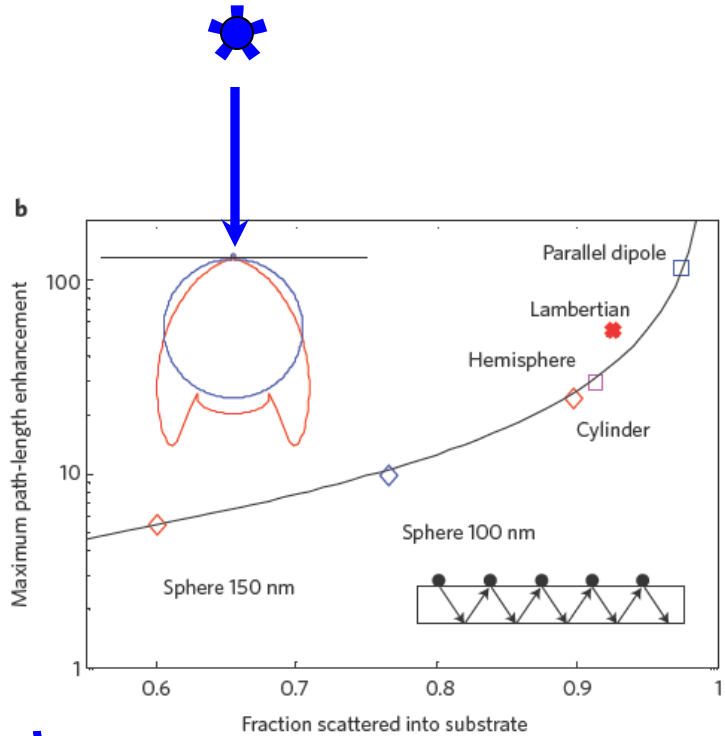 b
Maximum path-length enhancement
100
10
1
Parallel dipole
Lambertian
Hemisphere
Cylinder
Sphere 100 nm
Sphere 150 nm
0.6 0.7 0.8 0.9 1
Fraction scattered into substrate